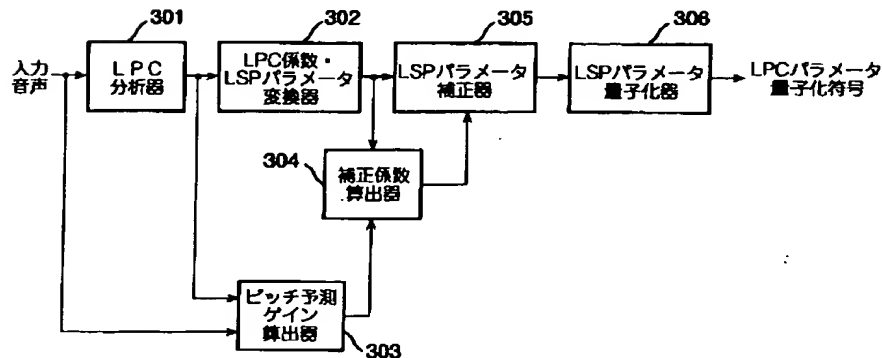 301
302
305
306
入力
音声
LPC
分析器
LPC係数・
LSPパラメータ
変換器
LSPパラメータ
補正器
LSPパラメータ
量子化器
LPCパラメータ
量子化符号
304
補正係数
算出器
ピッチ予測
ゲイン
算出器
303